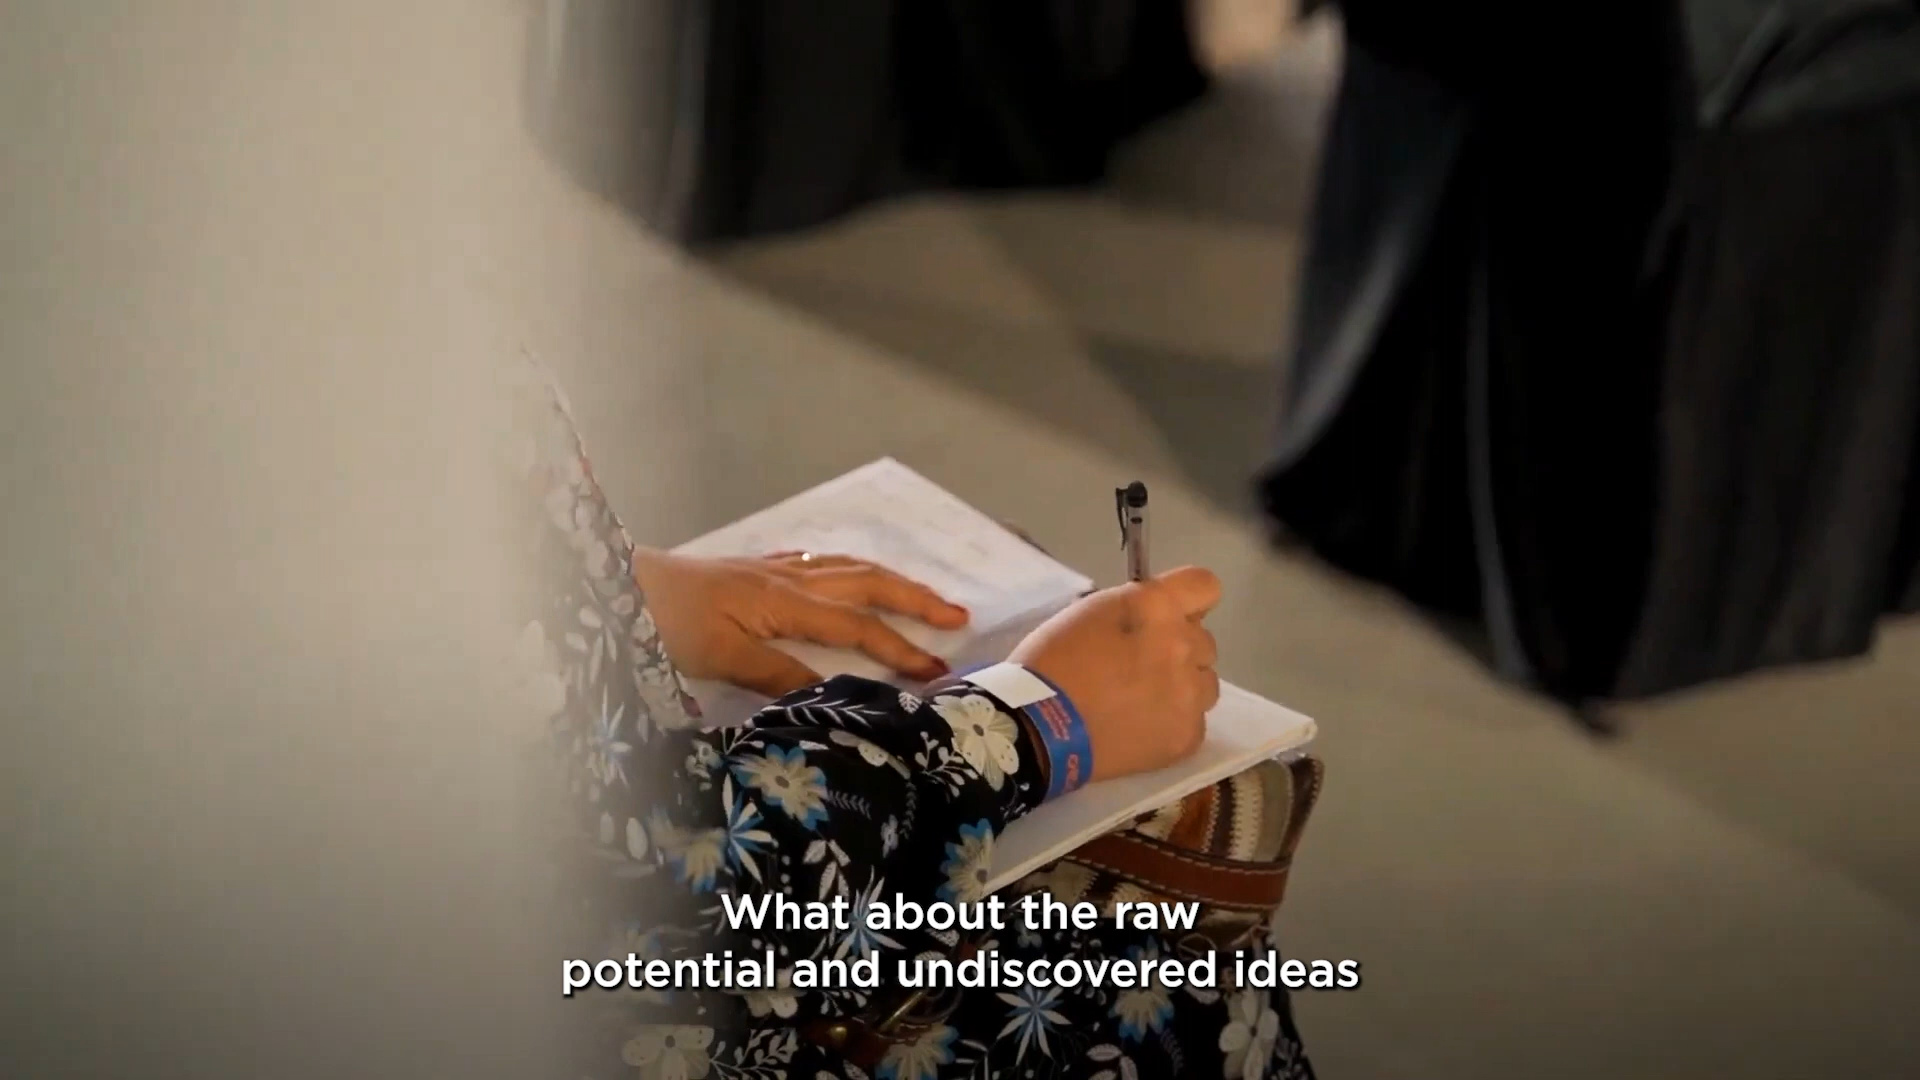 What about the raw
potential and undiscovered ideas